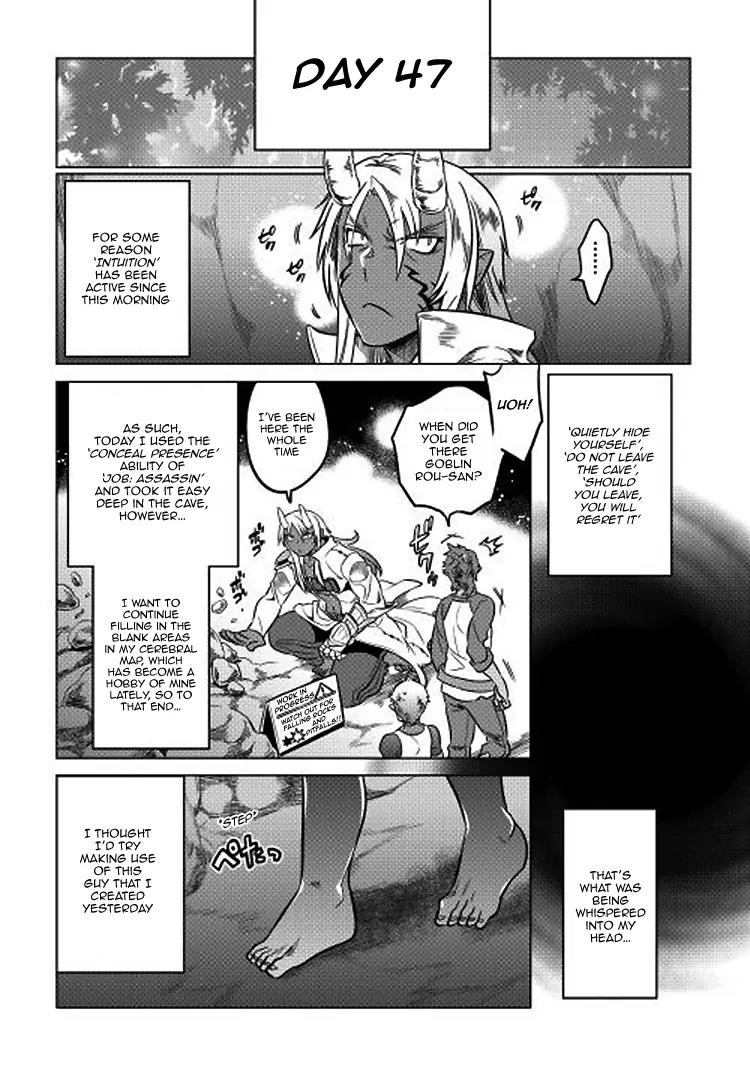 DAY 47
FOR SOME
REASON
'INTUITION'
HAS BEEN
ACTIVE SINCE
THIS MORNING
......
'QUIETLY HIDE
YOURSELF',
'DO NOT LEAVE
THE CAVE',
'SHOULD
YOU LEAVE,
YOU WILL
REGRET IT'
UOH!
WHEN DID
YOU GET
THERE
GOBLIN
ROU-SAN?
I'VE BEEN
HERE THE
WHOLE
TIME
AS SUCH,
TODAY I USED THE
'CONCEAL PRESENCE'
ABILITY OF
'JOB: ASSASSIN'
AND TOOK IT EASY
DEEP IN THE CAVE,
HOWEVER...
I WANT TO
CONTINUE
FILLING IN THE
BLANK AREAS
IN MY CEREBRAL
MAP, WHICH
HAS BECOME A
HOBBY OF MINE
LATELY, SO TO
THAT END...
WORK IN
PROGRESS
WATCH OUT FOR
FALLING ROCKS
AND
PITFALLS!!
THAT'S
WHAT WAS
BEING
WHISPERED
INTO MY
HEAD...
*STEP*
I THOUGHT
I'D TRY
MAKING USE
OF THIS
GUY THAT I
CREATED
YESTERDAY